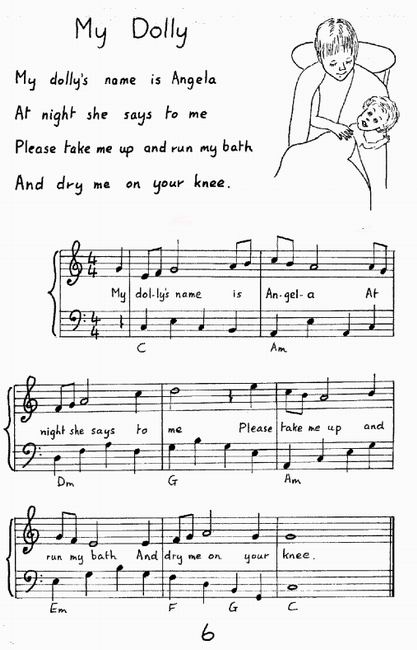 My Dolly
My dolly's name is Angela
At night she says to me
Please take me up and run my bath
And dry me on your knee.
4 4
My dol-ly's name is An-gel-a At
4 4
C Am
night she says to me Please take me up and
Dm G Am
run my bath And dry me on your knee.
Em F G C
6